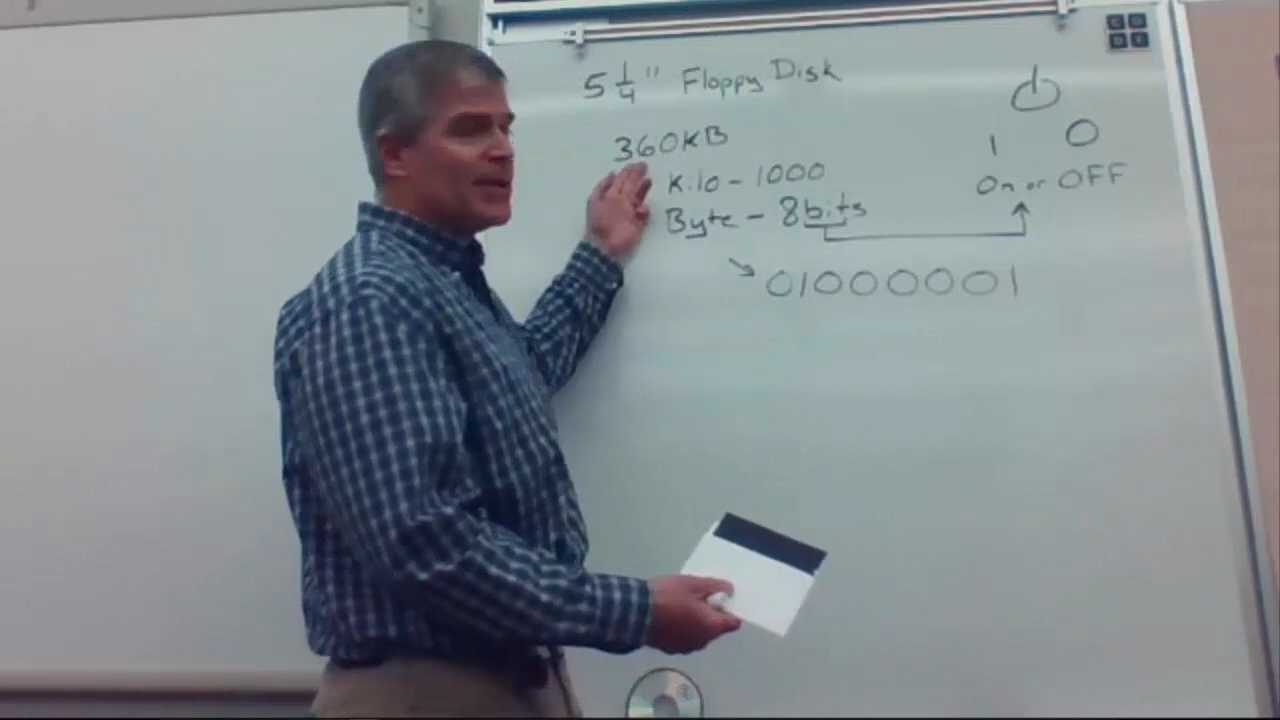 5 1/4" Floppy Disk
360KB
1 0
Kilo - 1000
On or OFF
Byte - 8bits
01000001